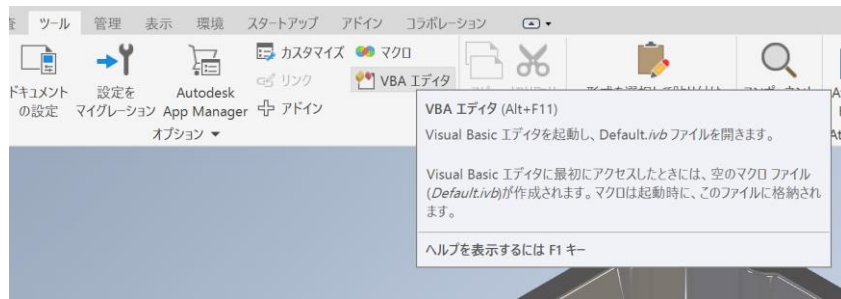 ツール 管理 表示 環境 スタートアップ アドイン コラボレーション
ドキュメント
の設定
設定を
マイグレーション
Autodesk
App Manager
カスタマイズ
リンク
アドイン
マクロ
VBA エディタ
オプション
VBA エディタ (Alt+F11)
Visual Basic エディタを起動し、Default.ivb ファイルを開きます。
Visual Basic エディタに最初にアクセスしたときには、空のマクロ ファイル
(Default.ivb)が作成されます。マクロは起動時に、このファイルに格納され
ます。
ヘルプを表示するには F1 キー